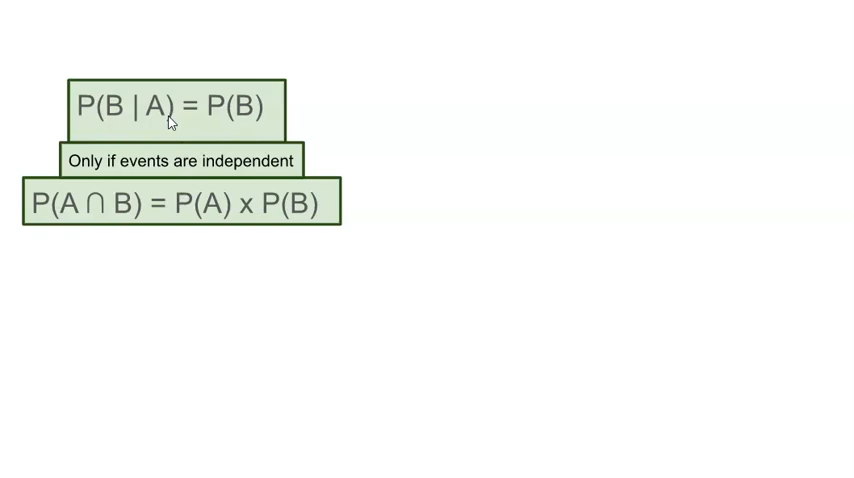 P(B | A) = P(B)
Only if events are independent
P(A ∩ B) = P(A) x P(B)